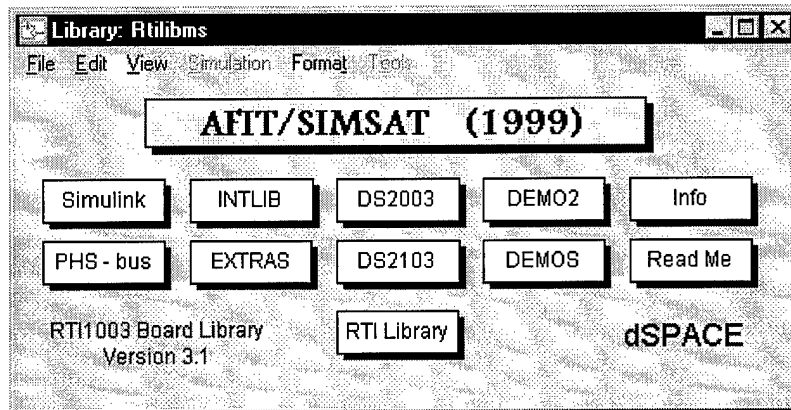 Library: Rtilibms
File Edit View Simulation Format Tools
AFIT/SIMSAT (1999)
Simulink INTLIB DS2003 DEMO2 Info
PHS - bus EXTRAS DS2103 DEMOS Read Me
RTI1003 Board Library
Version 3.1
RTI Library
dSPACE